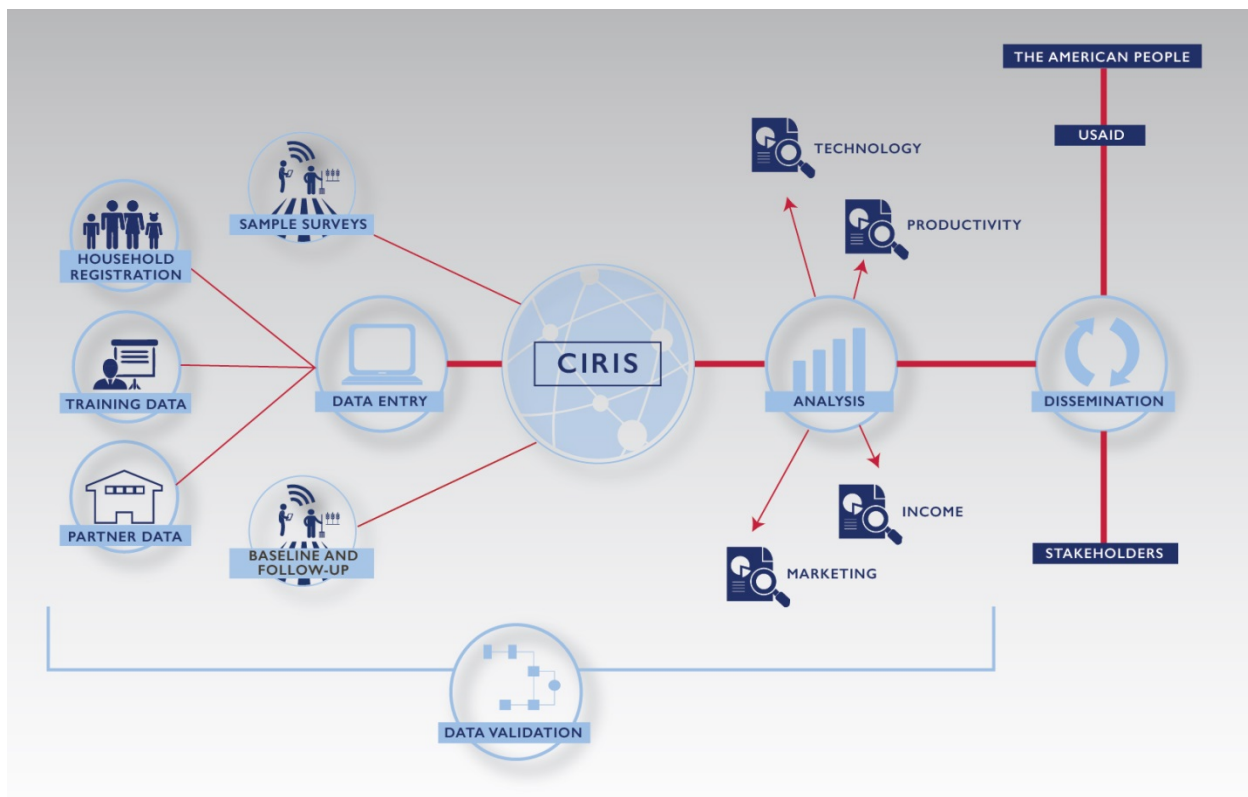 THE AMERICAN PEOPLE
USAID
TECHNOLOGY
PRODUCTIVITY
SAMPLE SURVEYS
HOUSEHOLD
REGISTRATION
CIRIS
TRAINING DATA
DATA ENTRY
ANALYSIS
DISSEMINATION
INCOME
PARTNER DATA
BASELINE AND
FOLLOW-UP
STAKEHOLDERS
MARKETING
DATA VALIDATION